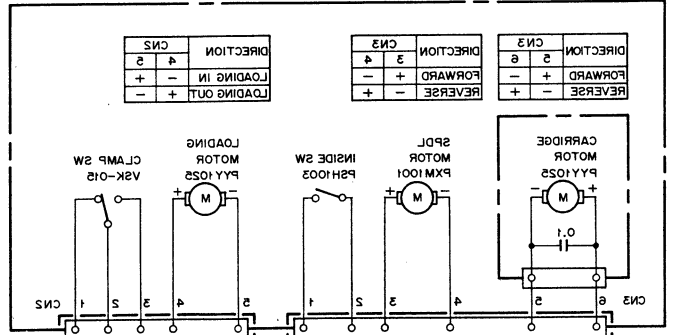 DIRECTION CN3
5 6
FORWARD + −
REVERSE − +
DIRECTION CN3
3 4
FORWARD + −
REVERSE − +
DIRECTION CN2
4 5
LOADING IN − +
LOADING OUT + −
CARRIDGE
MOTOR
PYY1025
+ M −
0.1
SPDL
MOTOR
PXM1001
− M +
INSIDE SW
PSH1003
LOADING
MOTOR
PYY1025
− M +
CLAMP SW
VSK-015
CN3 6 5 4 3 2 1
5 4 3 2 1 CN2